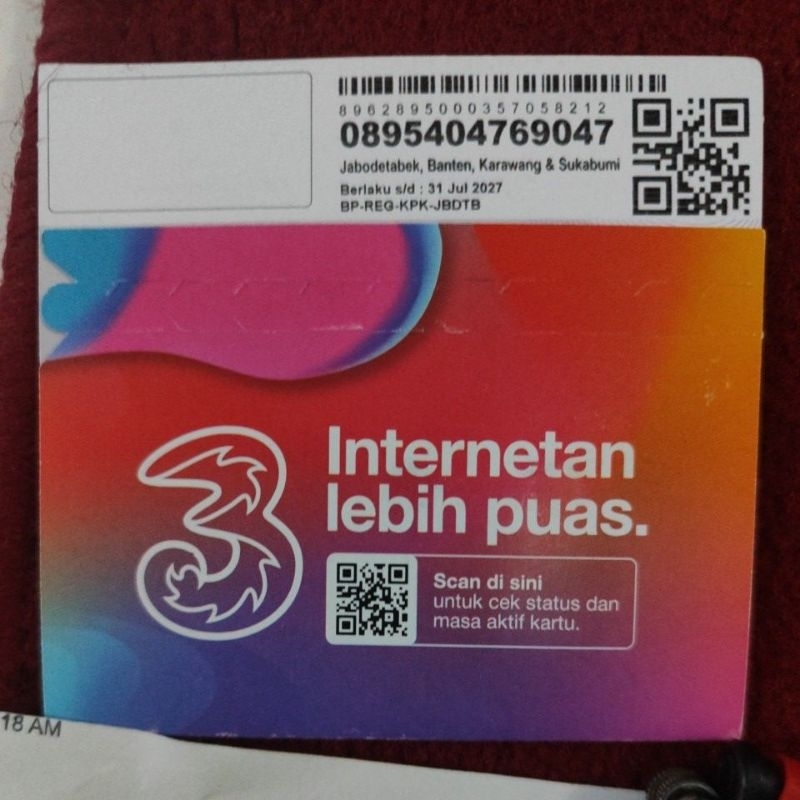 8962895000357058212
0895404769047
Jabodetabek, Banten, Karawang & Sukabumi
Berlaku s/d : 31 Jul 2027
BP-REG-KPK-JBDTB
3
Internetan
lebih puas.
Scan di sini
untuk cek status dan
masa aktif kartu.
18 AM